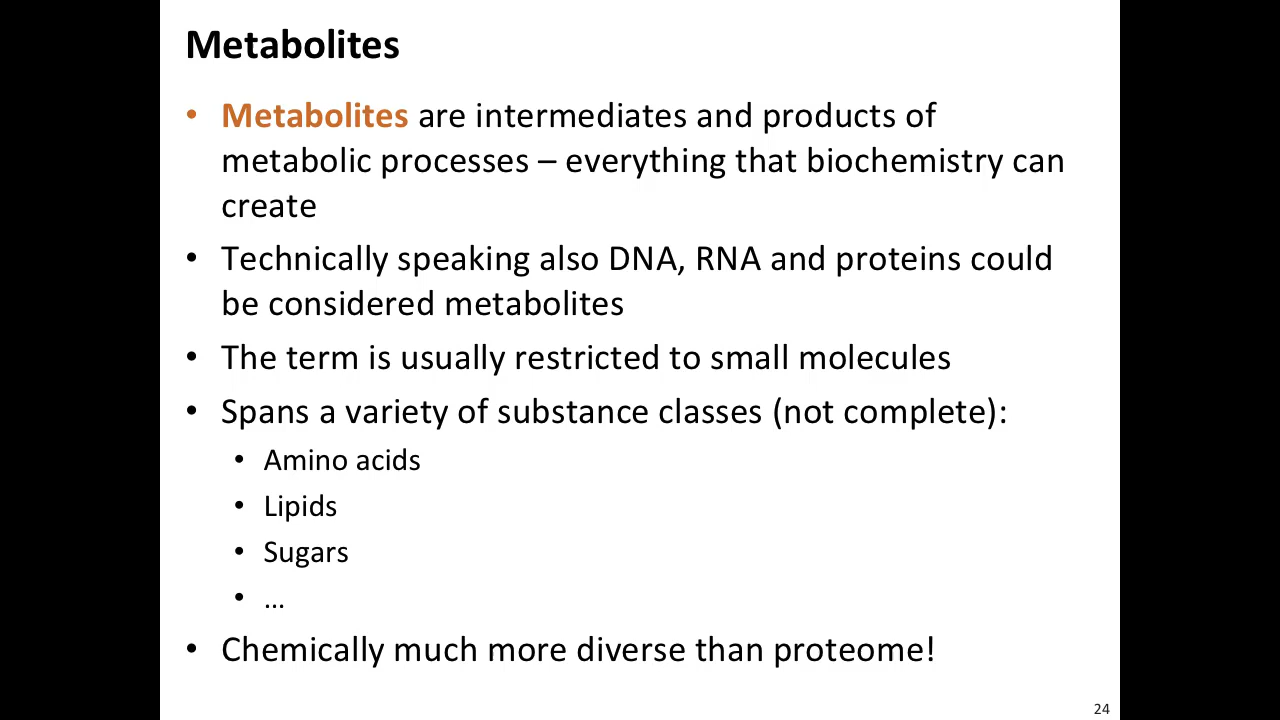 Metabolites
• Metabolites are intermediates and products of
metabolic processes – everything that biochemistry can
create
• Technically speaking also DNA, RNA and proteins could
be considered metabolites
• The term is usually restricted to small molecules
• Spans a variety of substance classes (not complete):
• Amino acids
• Lipids
• Sugars
• …
• Chemically much more diverse than proteome!
24